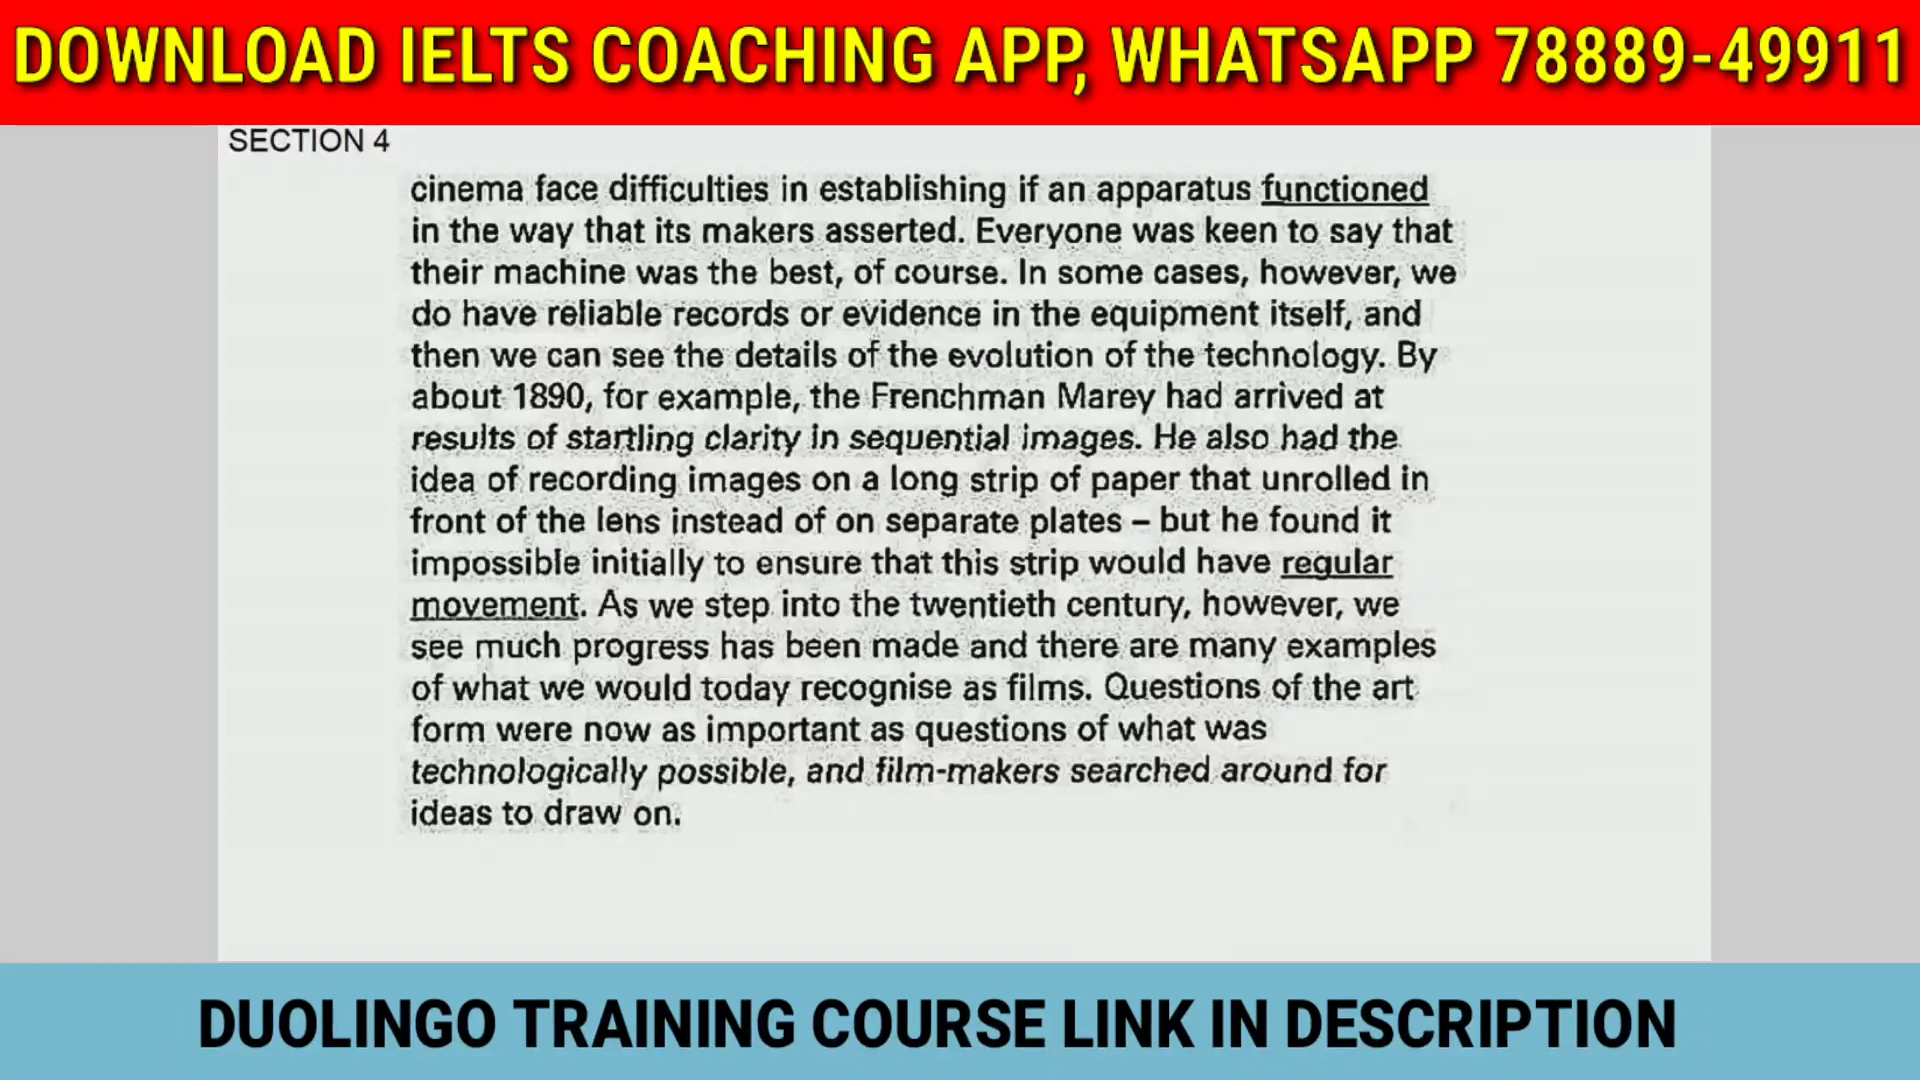 DOWNLOAD IELTS COACHING APP, WHATSAPP 78889-49911
SECTION 4
cinema face difficulties in establishing if an apparatus functioned
in the way that its makers asserted. Everyone was keen to say that
their machine was the best, of course. In some cases, however, we
do have reliable records or evidence in the equipment itself, and
then we can see the details of the evolution of the technology. By
about 1890, for example, the Frenchman Marey had arrived at
results of startling clarity in sequential images. He also had the
idea of recording images on a long strip of paper that unrolled in
front of the lens instead of on separate plates – but he found it
impossible initially to ensure that this strip would have regular
movement. As we step into the twentieth century, however, we
see much progress has been made and there are many examples
of what we would today recognise as films. Questions of the art
form were now as important as questions of what was
technologically possible, and film-makers searched around for
ideas to draw on.
DUOLINGO TRAINING COURSE LINK IN DESCRIPTION